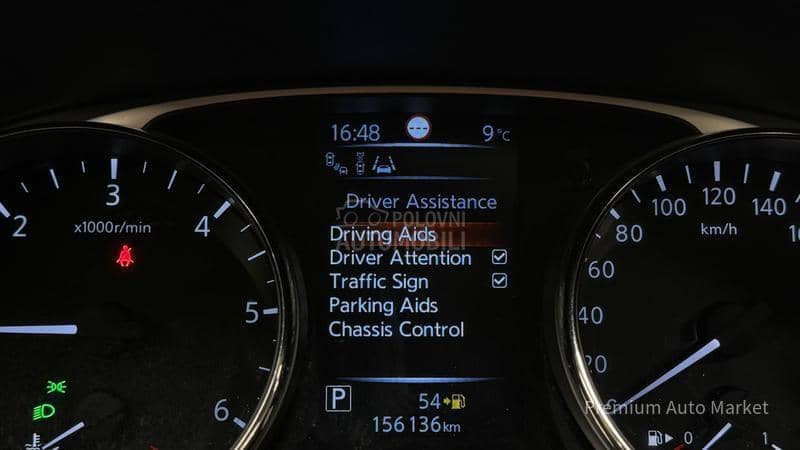 16:48
9°C
Driver Assistance
POLOVNI
AUTOMOBILI
Driving Aids
Driver Attention
Traffic Sign
Parking Aids
Chassis Control
P
54
156136km
2
3
4
5
6
x1000r/min
20
40
60
80
100
120
140
km/h
0
1
Premium Auto Market